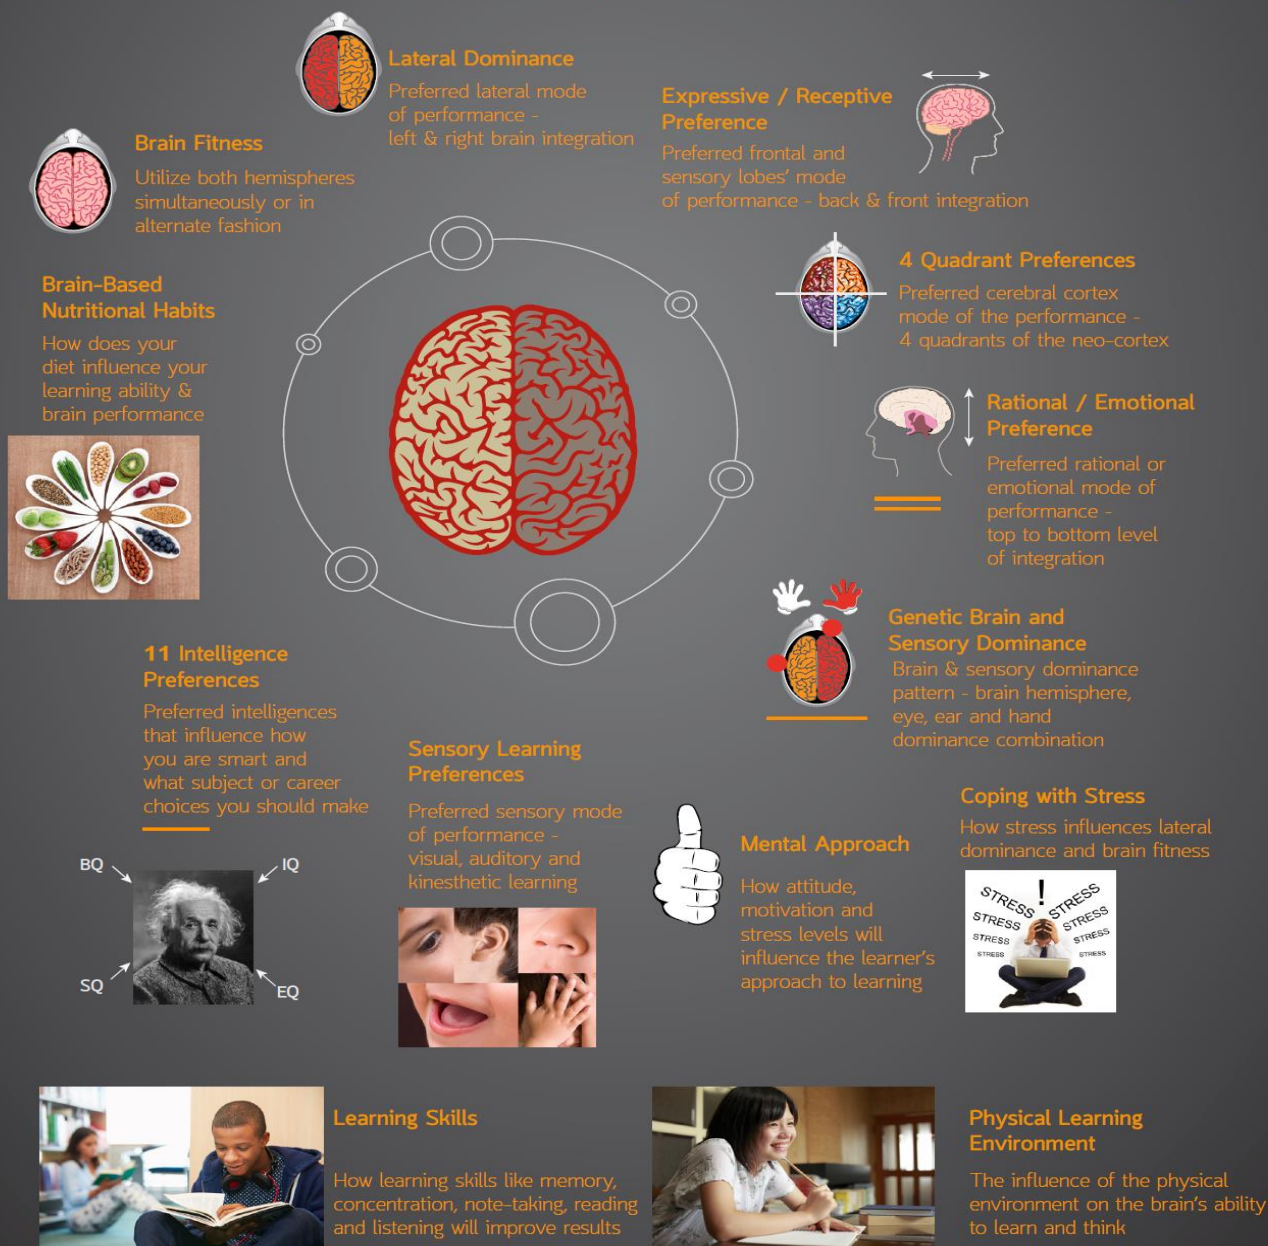 Lateral Dominance
Preferred lateral mode
of performance -
left & right brain integration
Expressive / Receptive
Preference
Preferred frontal and
sensory lobes' mode
of performance - back & front integration
Brain Fitness
Utilize both hemispheres
simultaneously or in
alternate fashion
4 Quadrant Preferences
Preferred cerebral cortex
mode of the performance -
4 quadrants of the neo-cortex
Brain-Based
Nutritional Habits
How does your
diet influence your
learning ability &
brain performance
Rational / Emotional
Preference
Preferred rational or
emotional mode of
performance -
top to bottom level
of integration
Genetic Brain and
Sensory Dominance
Brain & sensory dominance
pattern - brain hemisphere,
eye, ear and hand
dominance combination
11 Intelligence
Preferences
Preferred intelligences
that influence how
you are smart and
what subject or career
choices you should make
BQ
IQ
SQ
EQ
Sensory Learning
Preferences
Preferred sensory mode
of performance -
visual, auditory and
kinesthetic learning
Mental Approach
How attitude,
motivation and
stress levels will
influence the learner's
approach to learning
Coping with Stress
How stress influences lateral
dominance and brain fitness
!
STRESS
STRESS
STRESS
STRESS
STRESS
STRESS
STRESS
STRESS
Learning Skills
How learning skills like memory,
concentration, note-taking, reading
and listening will improve results
Physical Learning
Environment
The influence of the physical
environment on the brain's ability
to learn and think